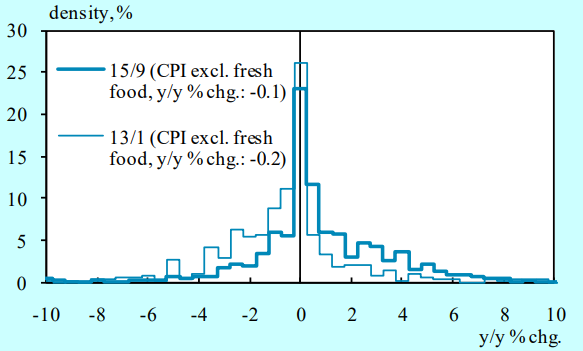 density, %
30
25
20
15
10
5
0
15/9 (CPI excl. fresh
food, y/y % chg.: -0.1)
13/1 (CPI excl. fresh
food, y/y % chg.: -0.2)
-10 -8 -6 -4 -2 0 2 4 6 8 10
y/y % chg.